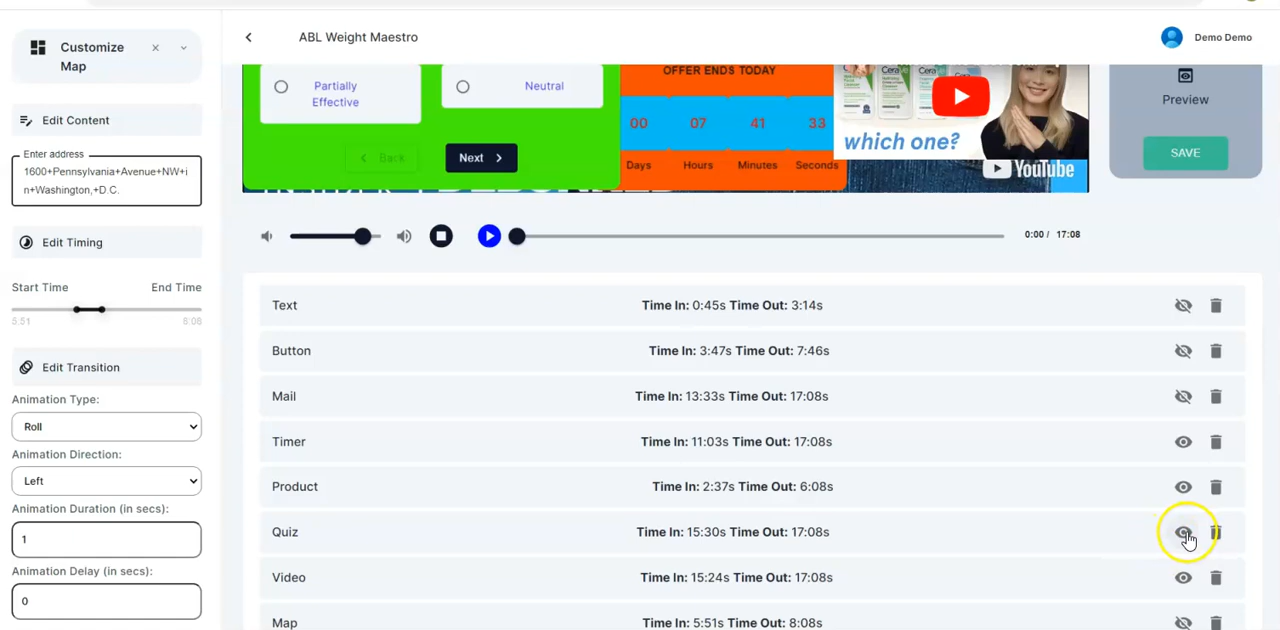 Customize
Map
ABL Weight Maestro
Demo Demo
Edit Content
Enter address
1600+Pennsylvania+Avenue+NW+i
n+Washington,+D.C.
Edit Timing
Start Time End Time
5:51 8:08
Edit Transition
Animation Type:
Roll
Animation Direction:
Left
Animation Duration (in secs):
1
Animation Delay (in secs):
0
Partially
Effective
Neutral
Back
Next
OFFER ENDS TODAY
00 07 41 33
Days Hours Minutes Seconds
which one?
YouTube
Preview
SAVE
0:00 / 17:08
Text Time In: 0:45s Time Out: 3:14s
Button Time In: 3:47s Time Out: 7:46s
Mail Time In: 13:33s Time Out: 17:08s
Timer Time In: 11:03s Time Out: 17:08s
Product Time In: 2:37s Time Out: 6:08s
Quiz Time In: 15:30s Time Out: 17:08s
Video Time In: 15:24s Time Out: 17:08s
Map Time In: 5:51s Time Out: 8:08s